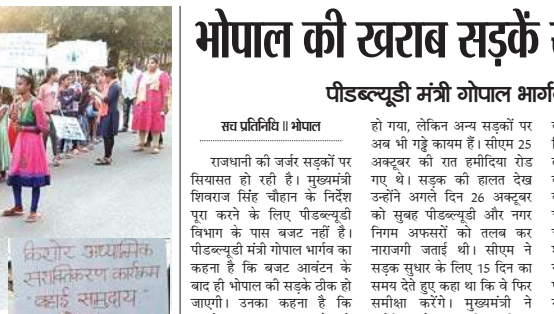 भोपाल की खराब सड़कें
पीडब्ल्यूडी मंत्री गोपाल भार्गव
सच प्रतिनिधि ॥ भोपाल
राजधानी की जर्जर सड़कों पर
सियासत हो रही है। मुख्यमंत्री
शिवराज सिंह चौहान के निर्देश
पूरा करने के लिए पीडब्ल्यूडी
विभाग के पास बजट नहीं है।
पीडब्ल्यूडी मंत्री गोपाल भार्गव का
कहना है कि बजट आवंटन के
बाद ही भोपाल की सड़के ठीक हो
जाएगी। उनका कहना है कि
हो गया, लेकिन अन्य सड़कों पर
अब भी गड्ढे कायम हैं। सीएम 25
अक्टूबर की रात हमीदिया रोड
गए थे। सड़क की हालत देख
उन्होंने अगले दिन 26 अक्टूबर
को सुबह पीडब्ल्यूडी और नगर
निगम अफसरों को तलब कर
नाराजगी जताई थी। सीएम ने
सड़क सुधार के लिए 15 दिन का
समय देते हुए कहा था कि वे फिर
समीक्षा करेंगे। मुख्यमंत्री ने
किशोर अध्यात्मिक
सशक्तिकरण कार्यक्रम
"बधाई समुदाय"